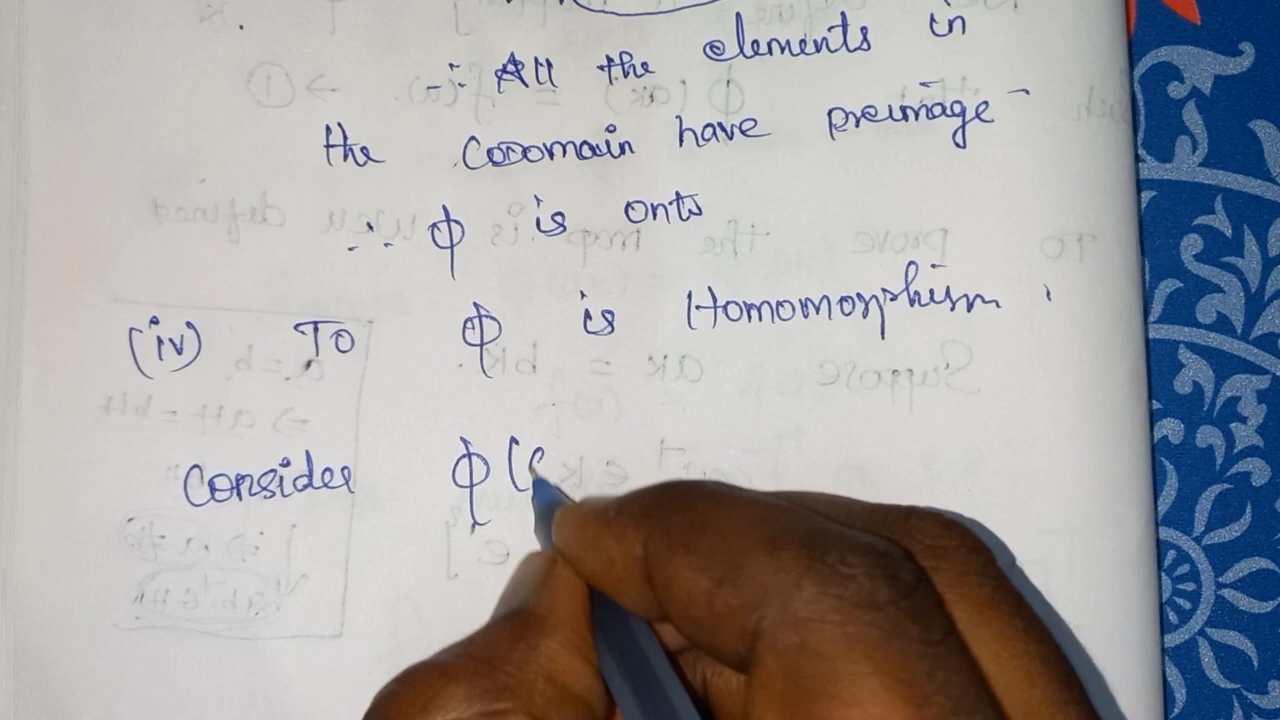 ∴ All the elements in
the codomain have preimage
∴ ϕ is onto
(iv) To ϕ is Homomorphism.
Consider ϕ(